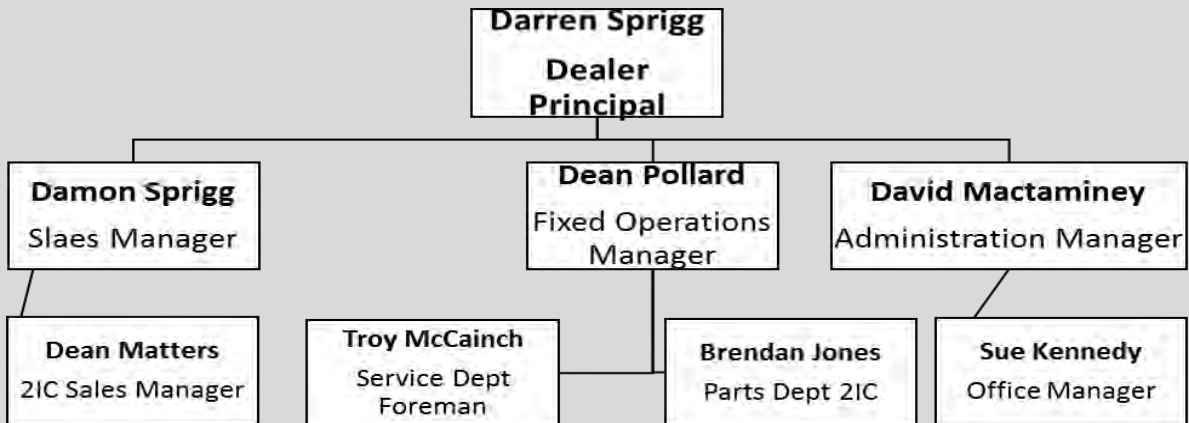 Darren Sprigg
Dealer
Principal
Damon Sprigg
Slaes Manager
Dean Pollard
Fixed Operations
Manager
David Mactaminey
Administration Manager
Dean Matters
2IC Sales Manager
Troy McCainch
Service Dept
Foreman
Brendan Jones
Parts Dept 2IC
Sue Kennedy
Office Manager